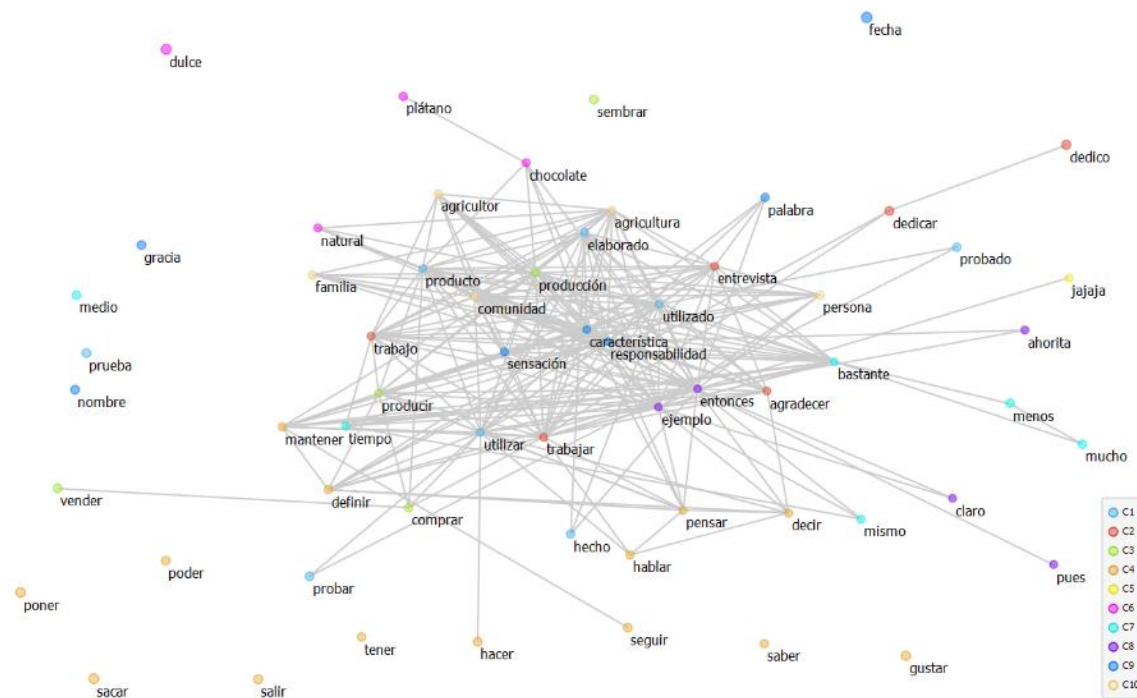 fecha
dulce
plátano
sembrar
dedico
chocolate
agricultor
palabra
dedicar
agricultura
natural
elaborado
gracia
probado
entrevista
familia
producto
producción
jajaja
medio
comunidad
utilizado
persona
característica
responsabilidad
ahorita
trabajo
sensación
prueba
bastante
nombre
producir
entonces
agradecer
ejemplo
menos
mantener
tiempo
utilizar
trabajar
mucho
vender
definir
comprar
pensar
decir
claro
mismo
hecho
hablar
poder
probar
pues
poner
tener
hacer
seguir
saber
gustar
sacar
salir
C1
C2
C3
C4
C5
C6
C7
C8
C9
C10